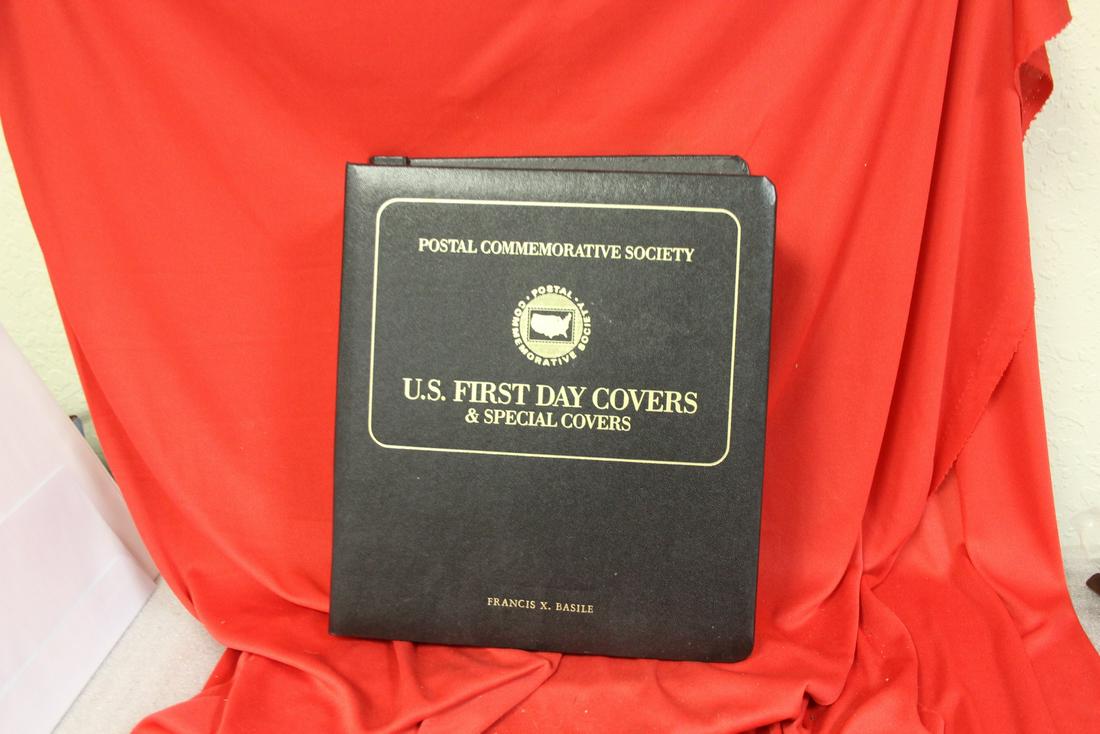 POSTAL COMMEMORATIVE SOCIETY
• POSTAL •
COMMEMORATIVE SOCIETY
U.S. FIRST DAY COVERS
& SPECIAL COVERS
FRANCIS X. BASILE